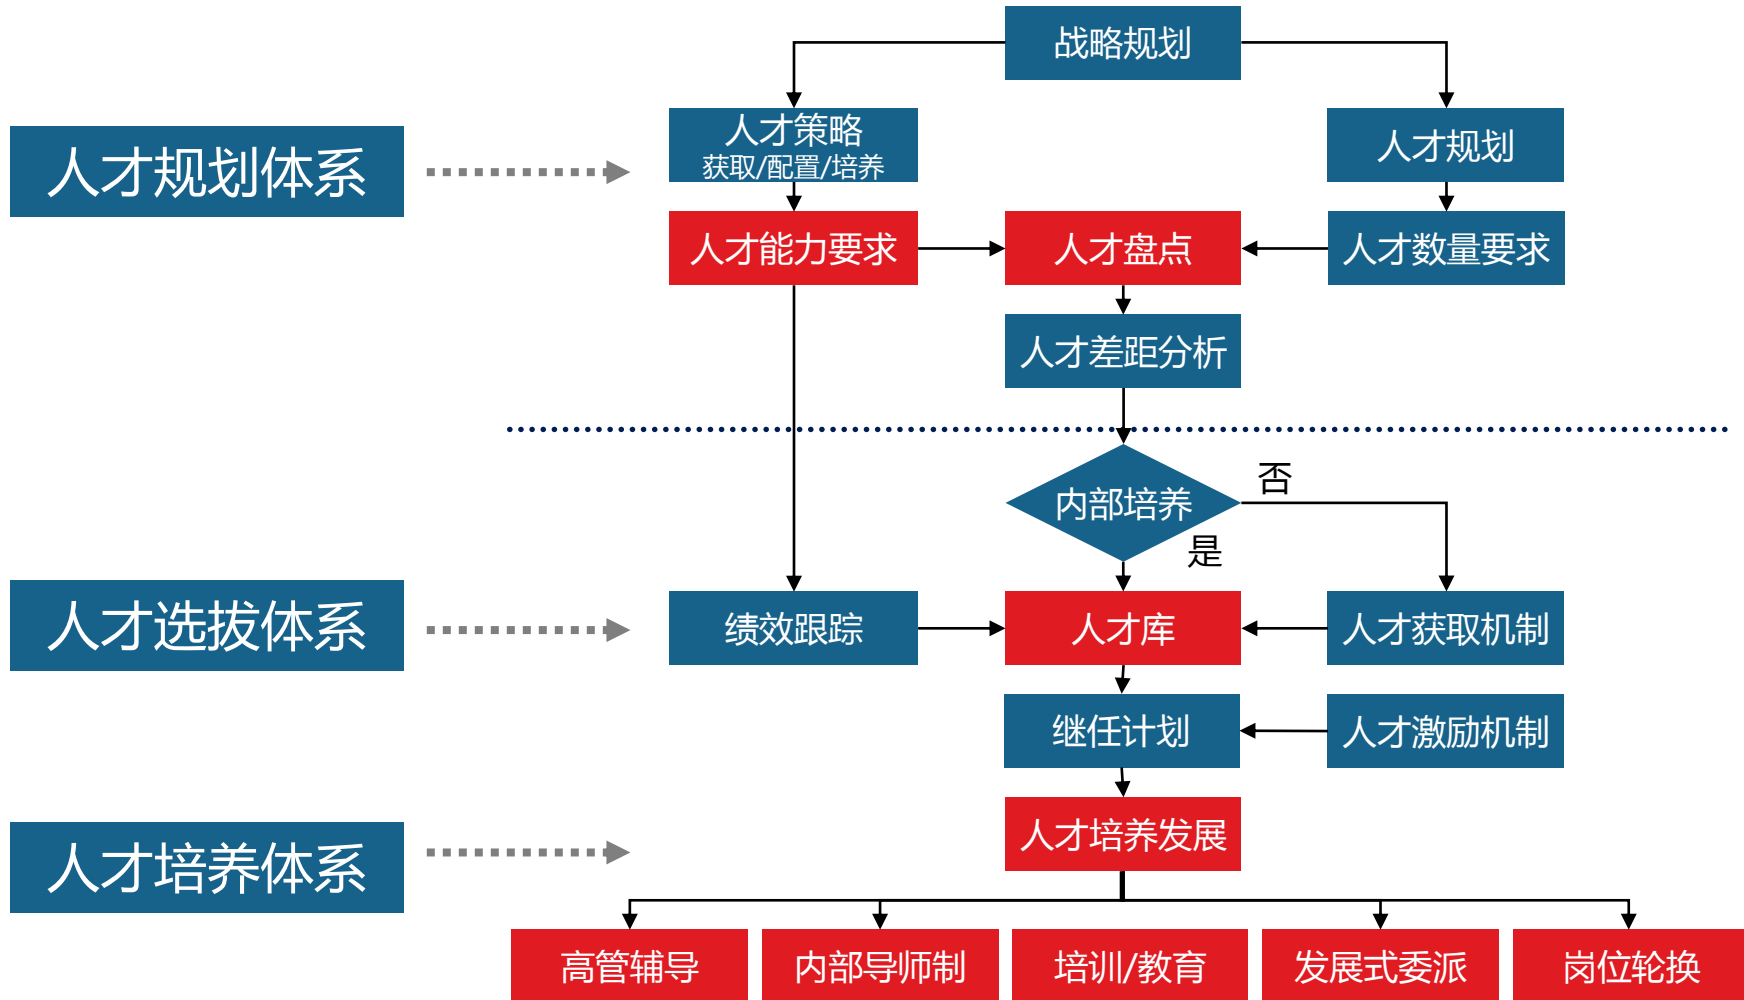 战略规划
人才策略
获取/配置/培养
人才规划
人才规划体系
人才能力要求
人才盘点
人才数量要求
人才差距分析
否
内部培养
是
人才选拔体系
绩效跟踪
人才库
人才获取机制
继任计划
人才激励机制
人才培养发展
人才培养体系
高管辅导
内部导师制
培训/教育
发展式委派
岗位轮换